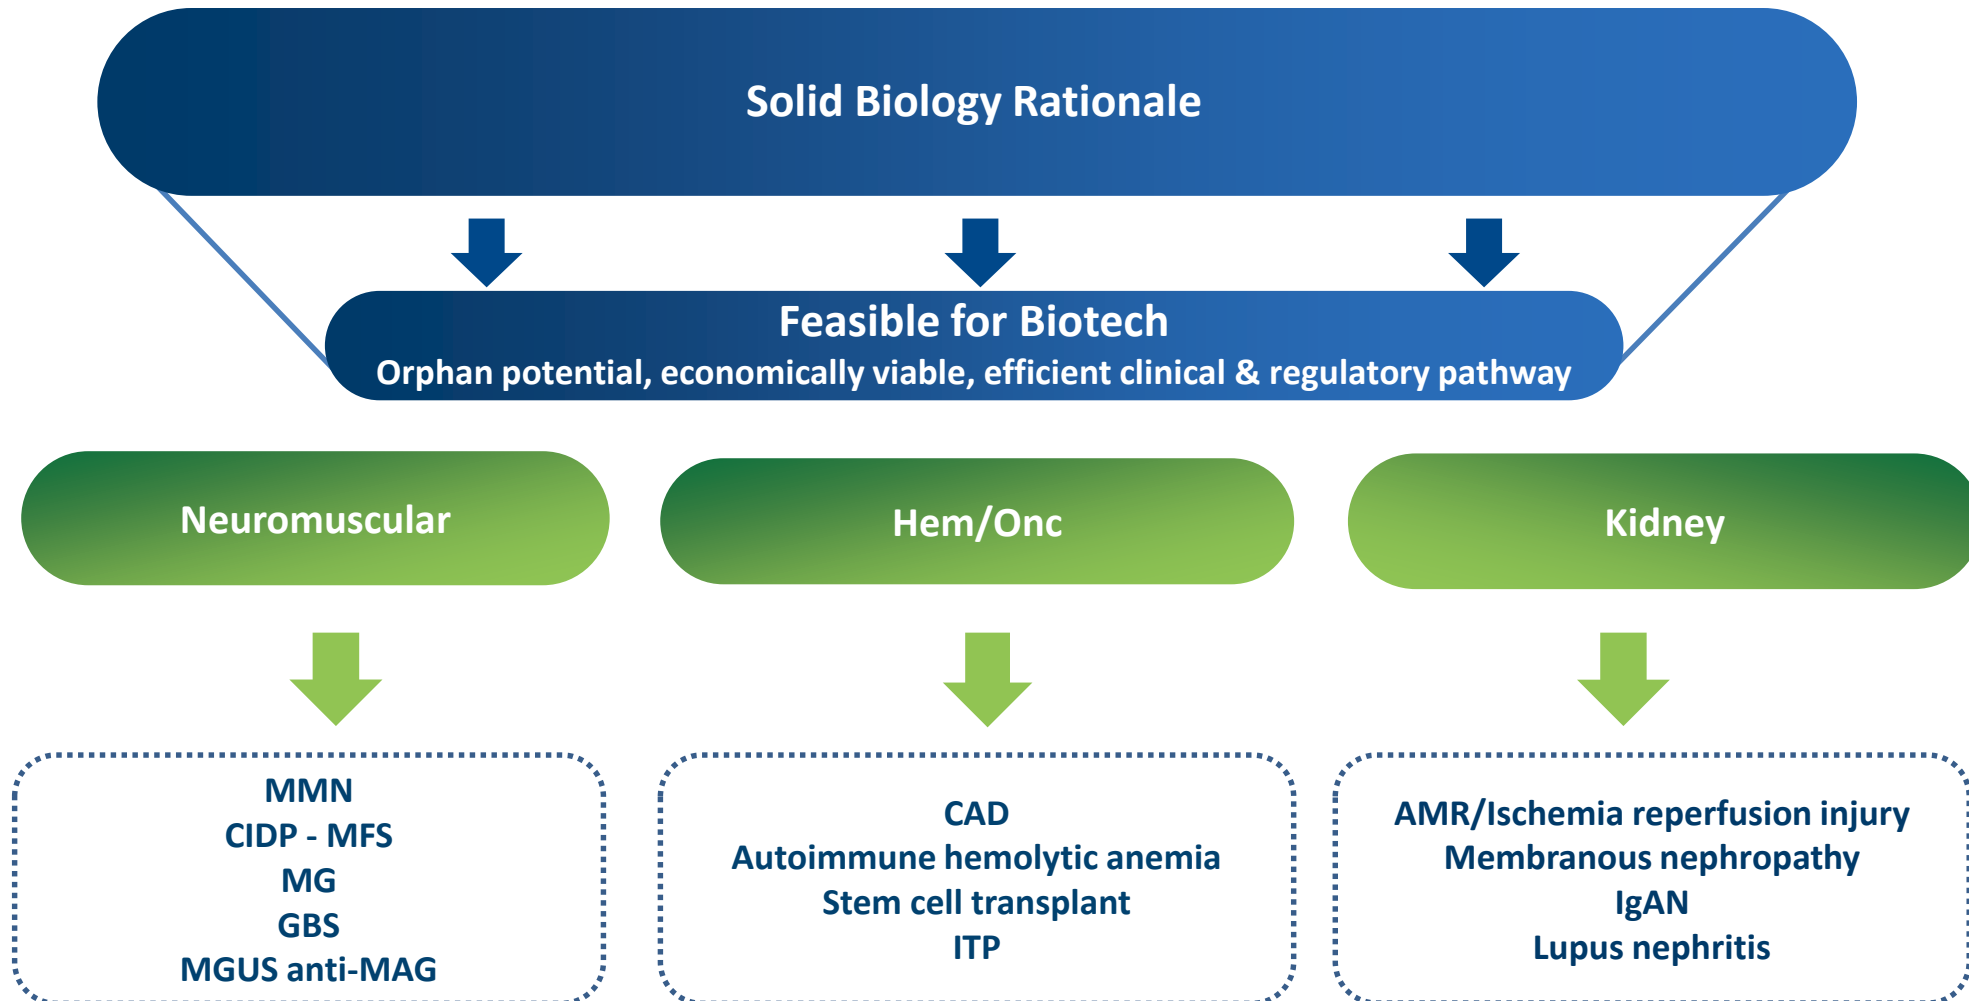 Solid Biology Rationale
Feasible for Biotech
Orphan potential, economically viable, efficient clinical & regulatory pathway
Neuromuscular
Hem/Onc
Kidney
MMN
CIDP - MFS
MG
GBS
MGUS anti-MAG
CAD
Autoimmune hemolytic anemia
Stem cell transplant
ITP
AMR/Ischemia reperfusion injury
Membranous nephropathy
IgAN
Lupus nephritis